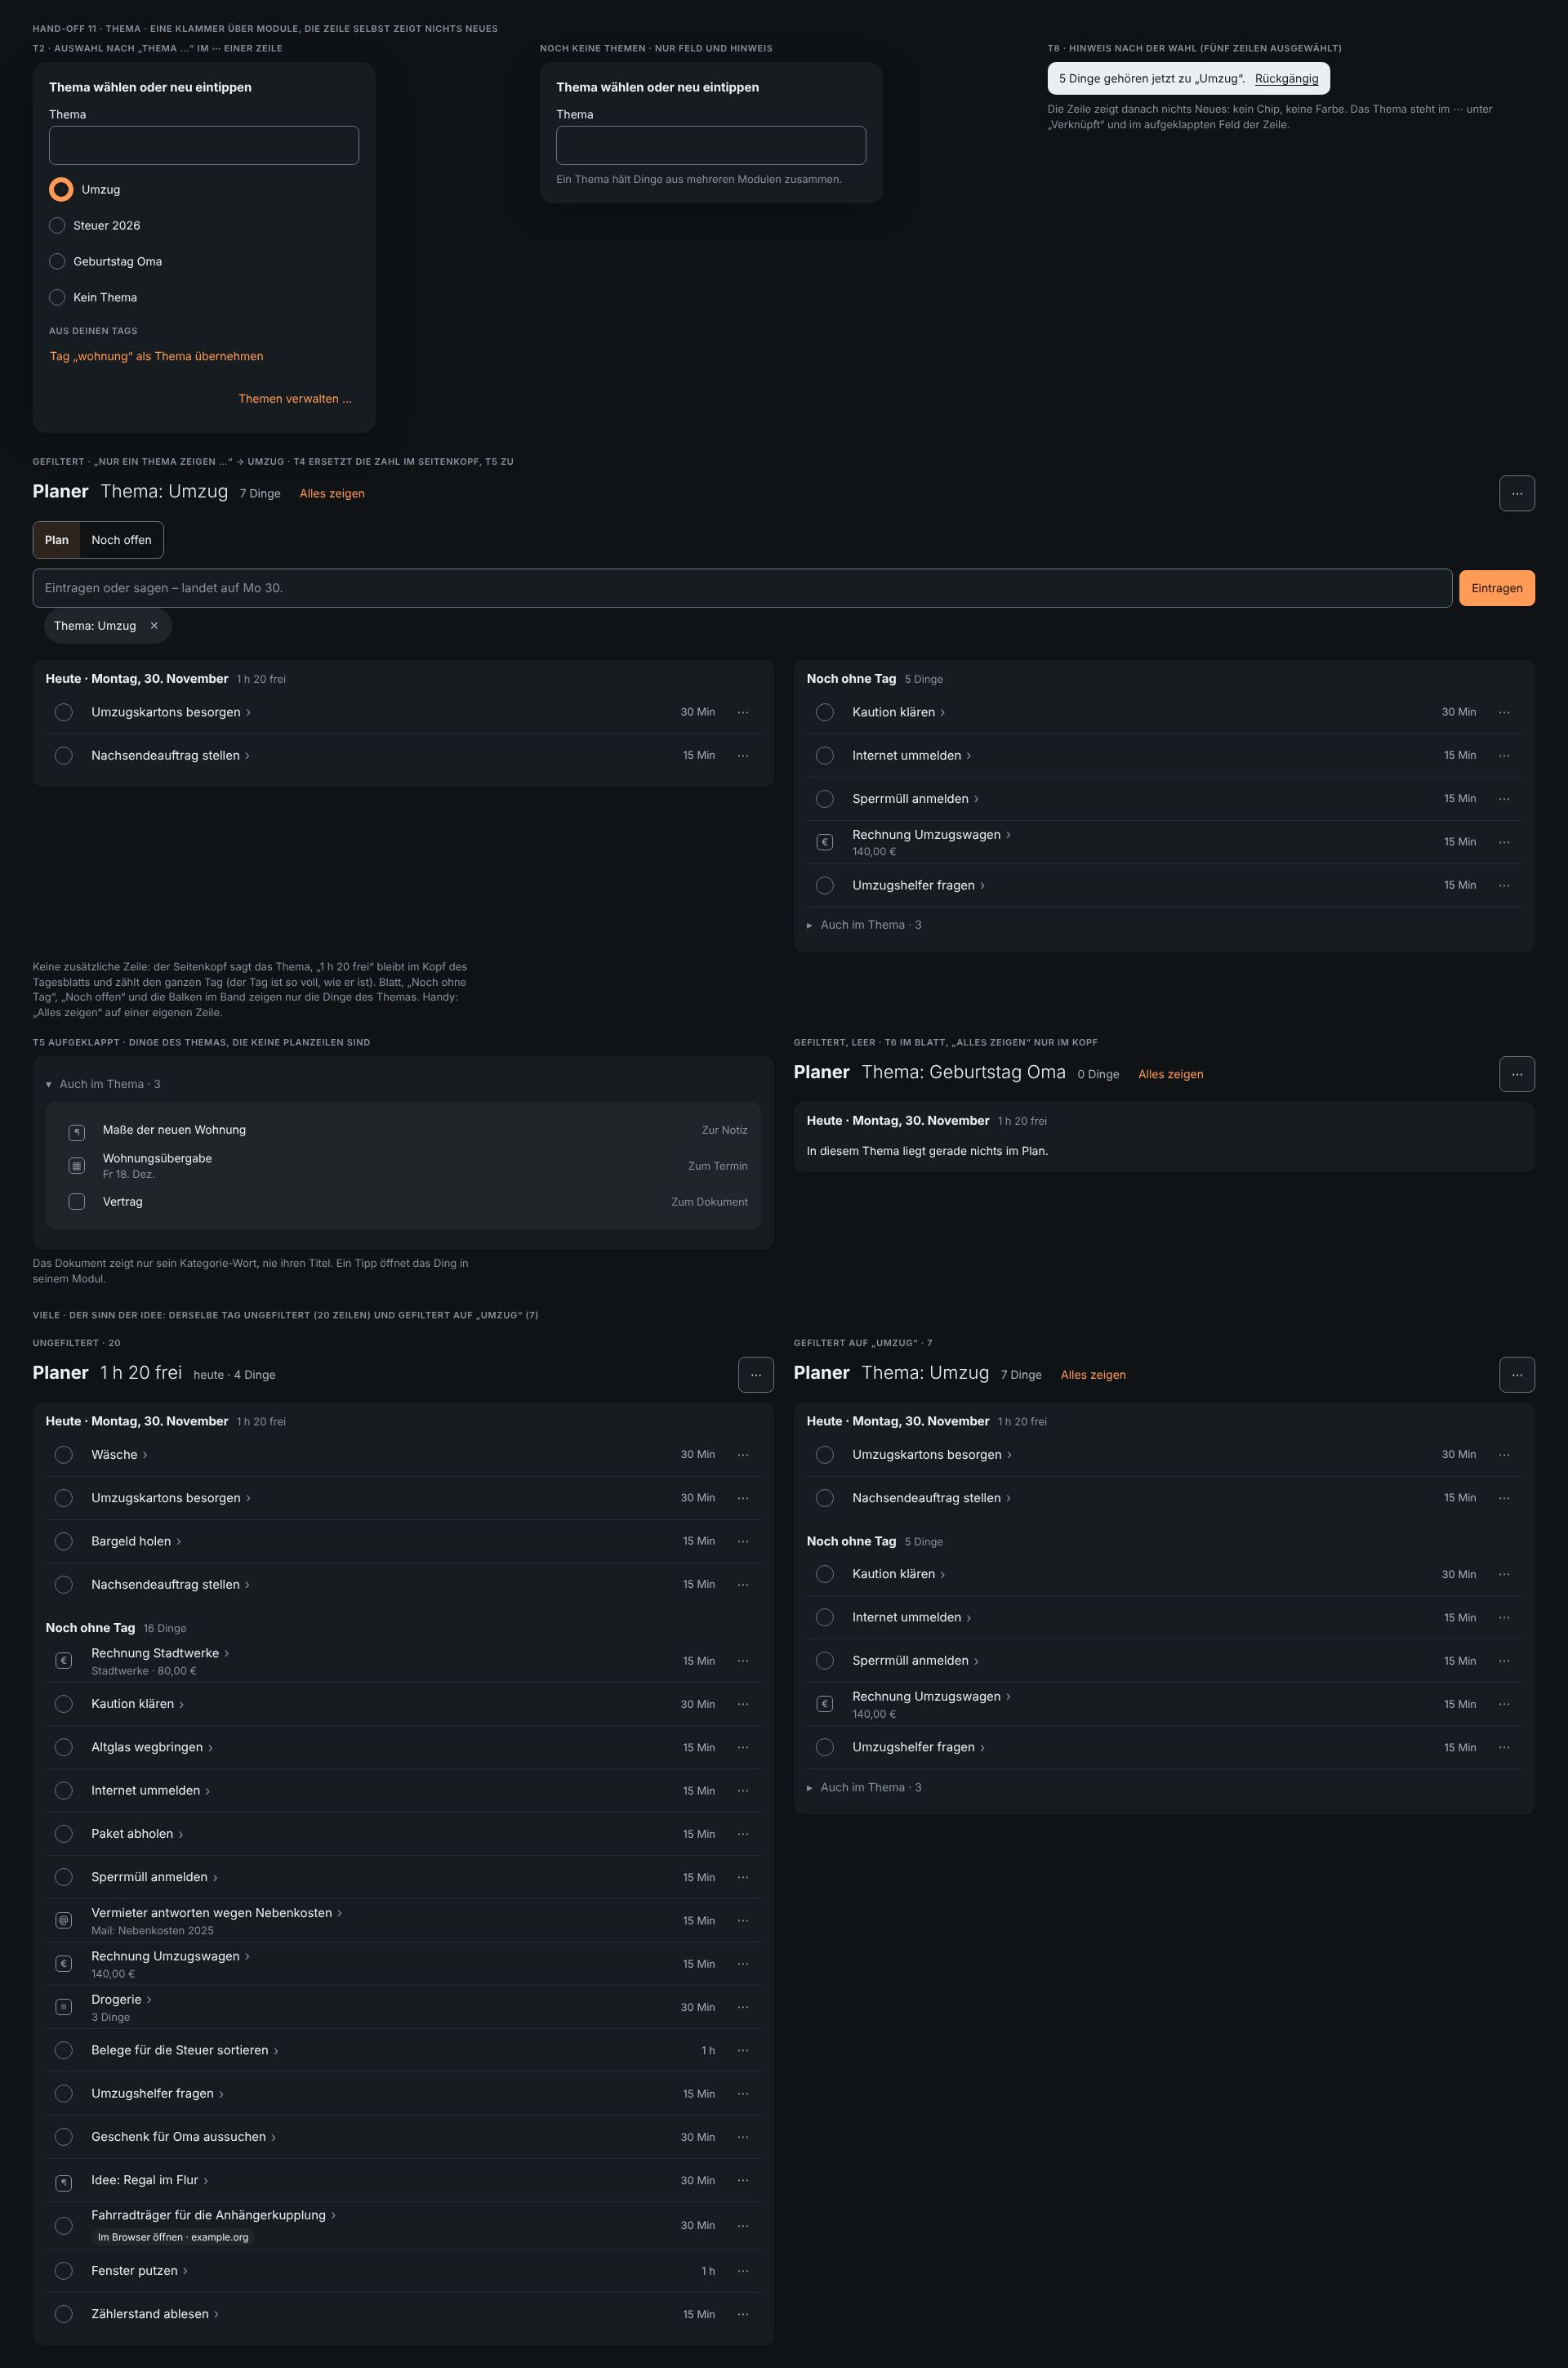 HAND-OFF 11 · THEMA · EINE KLAMMER ÜBER MODULE, DIE ZEILE SELBST ZEIGT NICHTS NEUES
T2 · AUSWAHL NACH „THEMA …“ IM ··· EINER ZEILE
Thema wählen oder neu eintippen
Thema
Umzug
Steuer 2026
Geburtstag Oma
Kein Thema
AUS DEINEN TAGS
Tag „wohnung“ als Thema übernehmen
Themen verwalten …
NOCH KEINE THEMEN · NUR FELD UND HINWEIS
Thema wählen oder neu eintippen
Thema
Ein Thema hält Dinge aus mehreren Modulen zusammen.
T8 · HINWEIS NACH DER WAHL (FÜNF ZEILEN AUSGEWÄHLT)
5 Dinge gehören jetzt zu „Umzug“. Rückgängig
Die Zeile zeigt danach nichts Neues: kein Chip, keine Farbe. Das Thema steht im ··· unter
„Verknüpft“ und im aufgeklappten Feld der Zeile.
GEFILTERT · „NUR EIN THEMA ZEIGEN …“ → UMZUG · T4 ERSETZT DIE ZAHL IM SEITENKOPF, T5 ZU
Planer Thema: Umzug 7 Dinge Alles zeigen ···
Plan Noch offen
Eintragen oder sagen – landet auf Mo 30. Eintragen
Thema: Umzug ✕
Heute · Montag, 30. November 1 h 20 frei
Umzugskartons besorgen › 30 Min ···
Nachsendeauftrag stellen › 15 Min ···
Noch ohne Tag 5 Dinge
Kaution klären › 30 Min ···
Internet ummelden › 15 Min ···
Sperrmüll anmelden › 15 Min ···
€ Rechnung Umzugswagen › 15 Min ···
140,00 €
Umzugshelfer fragen › 15 Min ···
▸ Auch im Thema · 3
Keine zusätzliche Zeile: der Seitenkopf sagt das Thema, „1 h 20 frei“ bleibt im Kopf des
Tagesblatts und zählt den ganzen Tag (der Tag ist so voll, wie er ist). Blatt, „Noch ohne
Tag“, „Noch offen“ und die Balken im Band zeigen nur die Dinge des Themas. Handy:
„Alles zeigen“ auf einer eigenen Zeile.
T5 AUFGEKLAPPT · DINGE DES THEMAS, DIE KEINE PLANZEILEN SIND
▾ Auch im Thema · 3
¶ Maße der neuen Wohnung Zur Notiz
▦ Wohnungsübergabe Zum Termin
Fr 18. Dez.
Vertrag Zum Dokument
Das Dokument zeigt nur sein Kategorie-Wort, nie ihren Titel. Ein Tipp öffnet das Ding in
seinem Modul.
GEFILTERT, LEER · T6 IM BLATT, „ALLES ZEIGEN“ NUR IM KOPF
Planer Thema: Geburtstag Oma 0 Dinge Alles zeigen ···
Heute · Montag, 30. November 1 h 20 frei
In diesem Thema liegt gerade nichts im Plan.
VIELE · DER SINN DER IDEE: DERSELBE TAG UNGEFILTERT (20 ZEILEN) UND GEFILTERT AUF „UMZUG“ (7)
UNGEFILTERT · 20
Planer 1 h 20 frei heute · 4 Dinge ···
Heute · Montag, 30. November 1 h 20 frei
Wäsche › 30 Min ···
Umzugskartons besorgen › 30 Min ···
Bargeld holen › 15 Min ···
Nachsendeauftrag stellen › 15 Min ···
Noch ohne Tag 16 Dinge
€ Rechnung Stadtwerke › 15 Min ···
Stadtwerke · 80,00 €
Kaution klären › 30 Min ···
Altglas wegbringen › 15 Min ···
Internet ummelden › 15 Min ···
Paket abholen › 15 Min ···
Sperrmüll anmelden › 15 Min ···
@ Vermieter antworten wegen Nebenkosten › 15 Min ···
Mail: Nebenkosten 2025
€ Rechnung Umzugswagen › 15 Min ···
140,00 €
≡ Drogerie › 30 Min ···
3 Dinge
Belege für die Steuer sortieren › 1 h ···
Umzugshelfer fragen › 15 Min ···
Geschenk für Oma aussuchen › 30 Min ···
¶ Idee: Regal im Flur › 30 Min ···
Fahrradträger für die Anhängerkupplung › 30 Min ···
Im Browser öffnen · example.org
Fenster putzen › 1 h ···
Zählerstand ablesen › 15 Min ···
GEFILTERT AUF „UMZUG“ · 7
Planer Thema: Umzug 7 Dinge Alles zeigen ···
Heute · Montag, 30. November 1 h 20 frei
Umzugskartons besorgen › 30 Min ···
Nachsendeauftrag stellen › 15 Min ···
Noch ohne Tag 5 Dinge
Kaution klären › 30 Min ···
Internet ummelden › 15 Min ···
Sperrmüll anmelden › 15 Min ···
€ Rechnung Umzugswagen › 15 Min ···
140,00 €
Umzugshelfer fragen › 15 Min ···
▸ Auch im Thema · 3